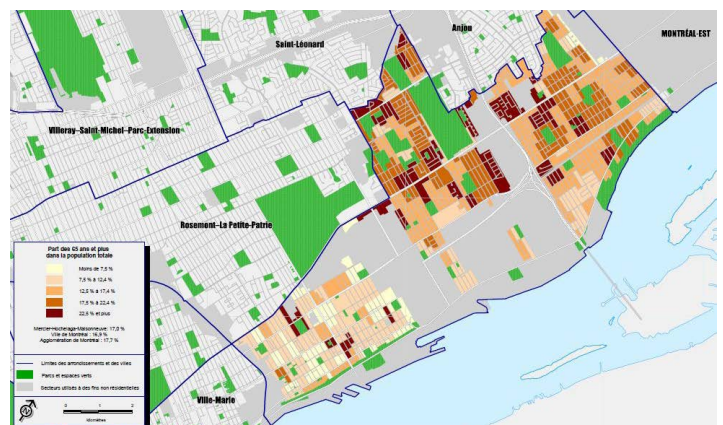 Anjou
Saint-Léonard
MONTRÉAL-EST
Villeray–Saint-Michel–Parc-Extension
Rosemont–La Petite-Patrie
Part des 65 ans et plus
dans la population totale
Moins de 7,5 %
7,5 % à 12,4 %
12,5 % à 17,4 %
17,5 % à 22,4 %
22,5 % et plus
Mercier–Hochelaga-Maisonneuve: 17,0 %
Ville de Montréal : 16,9 %
Agglomération de Montréal : 17,7 %
Limites des arrondissements et des villes
Parcs et espaces verts
Secteurs utilisés à des fins non résidentielles
0 1 2
kilomètres
Ville-Marie